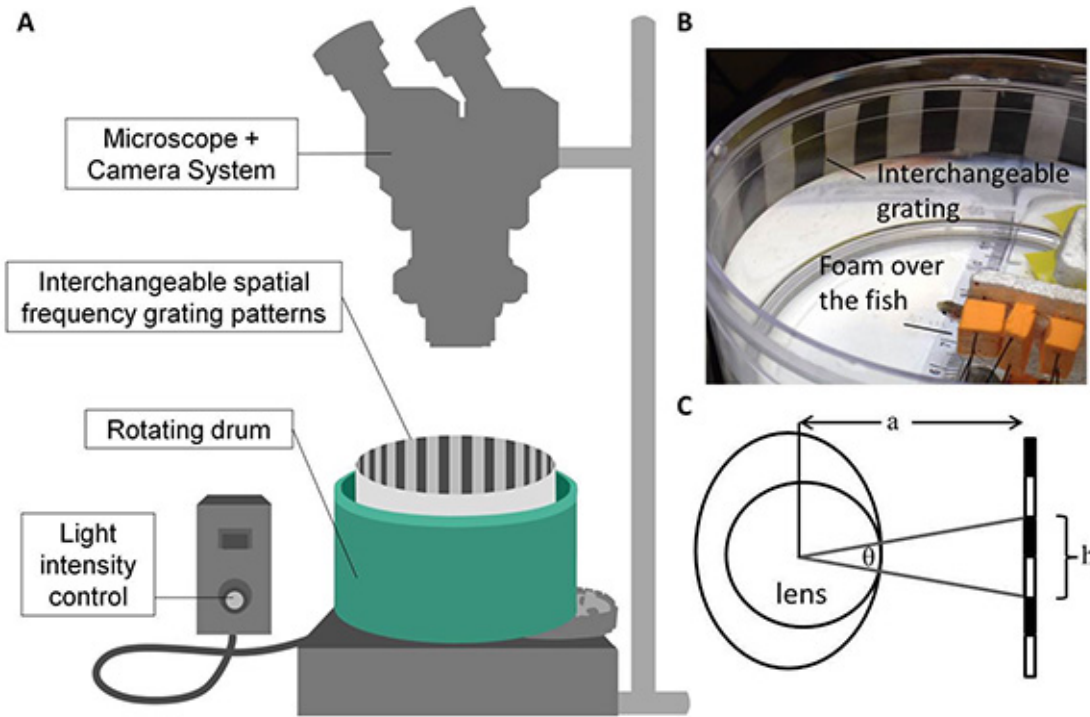 A
Microscope +
Camera System
Interchangeable spatial
frequency grating patterns
Rotating drum
Light
intensity
control
B
Interchangeable
grating
Foam over
the fish
C
a
θ
h
lens